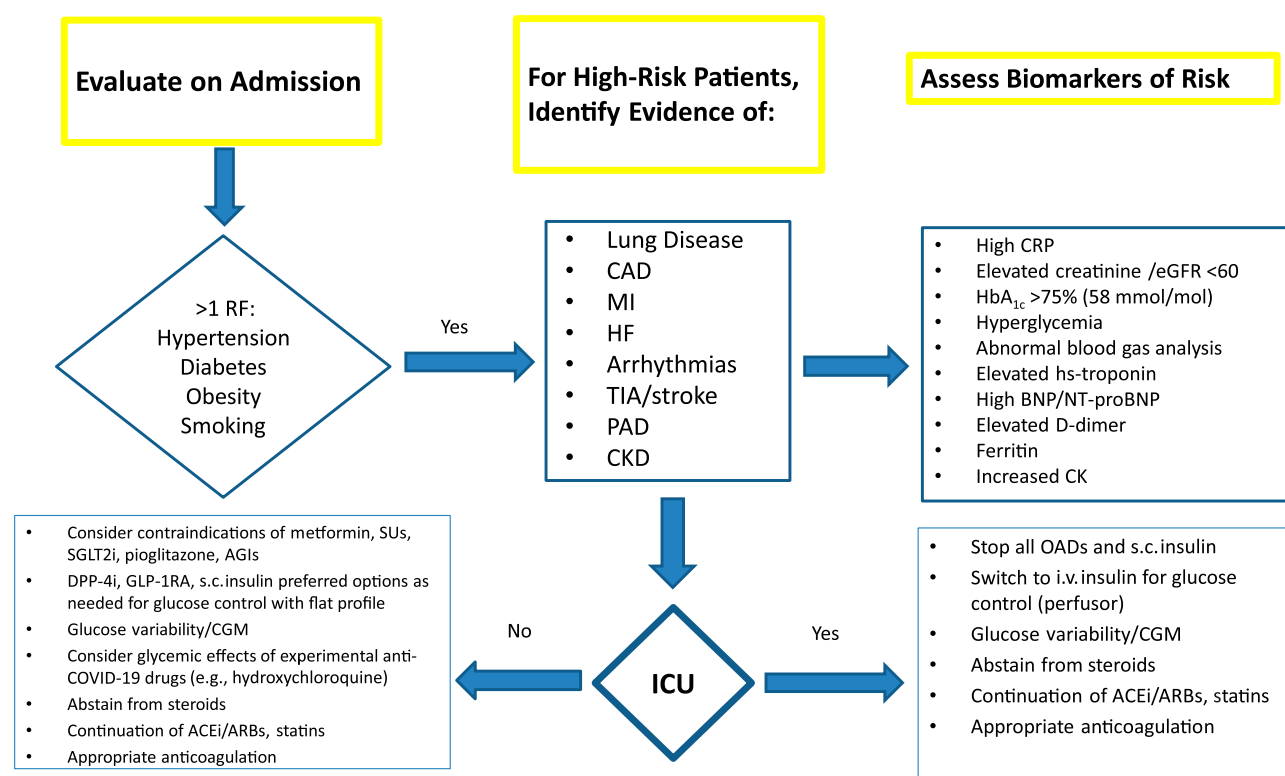 Evaluate on Admission
For High-Risk Patients,
Identify Evidence of:
Assess Biomarkers of Risk
>1 RF:
Hypertension
Diabetes
Obesity
Smoking
Yes
• Lung Disease
• CAD
• MI
• HF
• Arrhythmias
• TIA/stroke
• PAD
• CKD
• High CRP
• Elevated creatinine /eGFR <60
• HbA1c >75% (58 mmol/mol)
• Hyperglycemia
• Abnormal blood gas analysis
• Elevated hs-troponin
• High BNP/NT-proBNP
• Elevated D-dimer
• Ferritin
• Increased CK
• Consider contraindications of metformin, SUs,
SGLT2i, pioglitazone, AGIs
• DPP-4i, GLP-1RA, s.c.insulin preferred options as
needed for glucose control with flat profile
• Glucose variability/CGM
• Consider glycemic effects of experimental anti-
COVID-19 drugs (e.g., hydroxychloroquine)
• Abstain from steroids
• Continuation of ACEi/ARBs, statins
• Appropriate anticoagulation
No
ICU
Yes
• Stop all OADs and s.c.insulin
• Switch to i.v.insulin for glucose
control (perfusor)
• Glucose variability/CGM
• Abstain from steroids
• Continuation of ACEi/ARBs, statins
• Appropriate anticoagulation